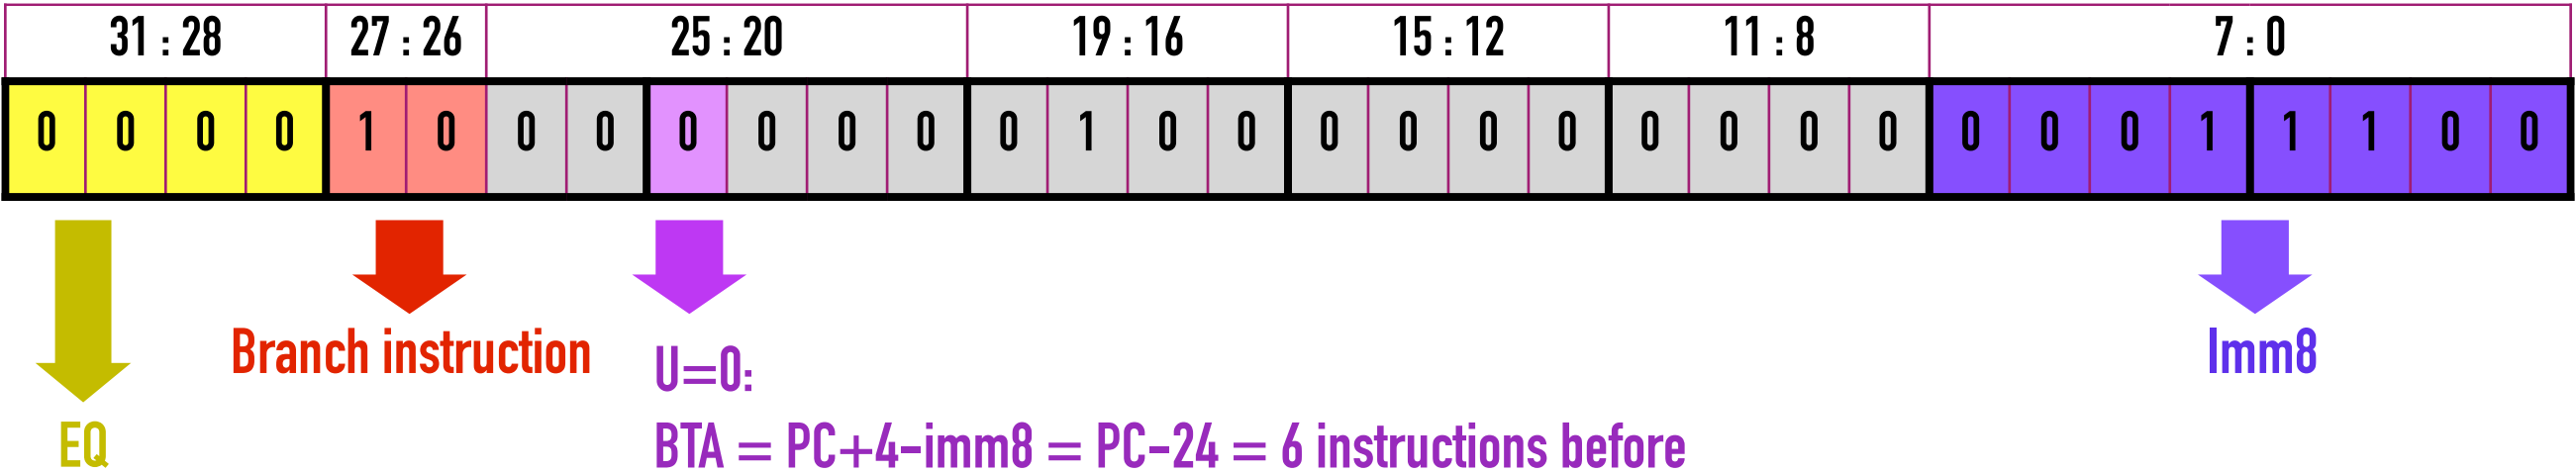 31 : 28 27 : 26 25 : 20 19 : 16 15 : 12 11 : 8 7 : 0
0 0 0 0 1 0 0 0 0 0 0 0 0 1 0 0 0 0 0 0 0 0 0 0 0 0 0 1 1 1 0 0
Branch instruction
U=0:
Imm8
EQ
BTA = PC+4-imm8 = PC-24 = 6 instructions before